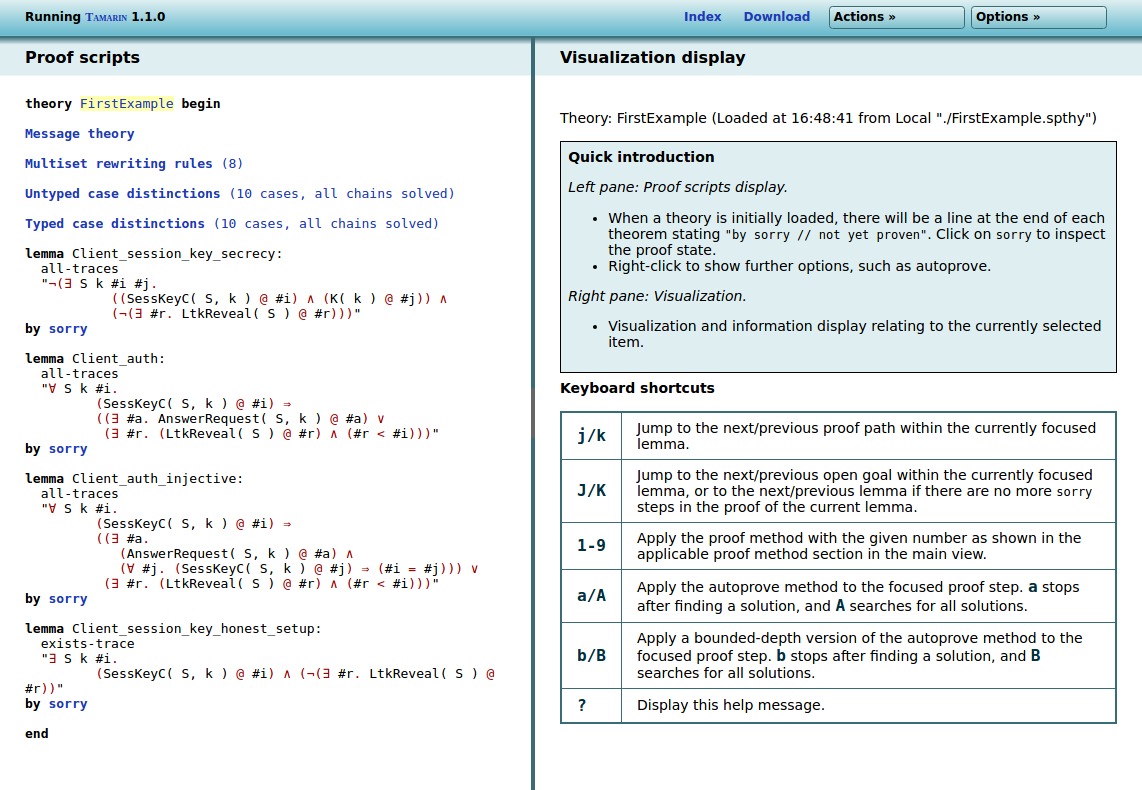 Running Tamarin 1.1.0
Index Download Actions » Options »
Proof scripts
theory FirstExample begin
Message theory
Multiset rewriting rules (8)
Untyped case distinctions (10 cases, all chains solved)
Typed case distinctions (10 cases, all chains solved)
lemma Client_session_key_secrecy:
all-traces
"¬(∃ S k #i #j.
((SessKeyC( S, k ) @ #i) ∧ (K( k ) @ #j)) ∧
(¬(∃ #r. LtkReveal( S ) @ #r)))"
by sorry
lemma Client_auth:
all-traces
"∀ S k #i.
(SessKeyC( S, k ) @ #i) ⇒
((∃ #a. AnswerRequest( S, k ) @ #a) ∨
(∃ #r. (LtkReveal( S ) @ #r) ∧ (#r < #i)))"
by sorry
lemma Client_auth_injective:
all-traces
"∀ S k #i.
(SessKeyC( S, k ) @ #i) ⇒
((∃ #a.
(AnswerRequest( S, k ) @ #a) ∧
(∀ #j. (SessKeyC( S, k ) @ #j) ⇒ (#i = #j))) ∨
(∃ #r. (LtkReveal( S ) @ #r) ∧ (#r < #i)))"
by sorry
lemma Client_session_key_honest_setup:
exists-trace
"∃ S k #i.
(SessKeyC( S, k ) @ #i) ∧ (¬(∃ #r. LtkReveal( S ) @
#r))"
by sorry
end
Visualization display
Theory: FirstExample (Loaded at 16:48:41 from Local "./FirstExample.spthy")
Quick introduction
Left pane: Proof scripts display.
• When a theory is initially loaded, there will be a line at the end of each
theorem stating "by sorry // not yet proven". Click on sorry to inspect
the proof state.
• Right-click to show further options, such as autoprove.
Right pane: Visualization.
• Visualization and information display relating to the currently selected
item.
Keyboard shortcuts
j/k Jump to the next/previous proof path within the currently focused
lemma.
J/K Jump to the next/previous open goal within the currently focused
lemma, or to the next/previous lemma if there are no more sorry
steps in the proof of the current lemma.
1-9 Apply the proof method with the given number as shown in the
applicable proof method section in the main view.
a/A Apply the autoprove method to the focused proof step. a stops
after finding a solution, and A searches for all solutions.
b/B Apply a bounded-depth version of the autoprove method to the
focused proof step. b stops after finding a solution, and B
searches for all solutions.
? Display this help message.